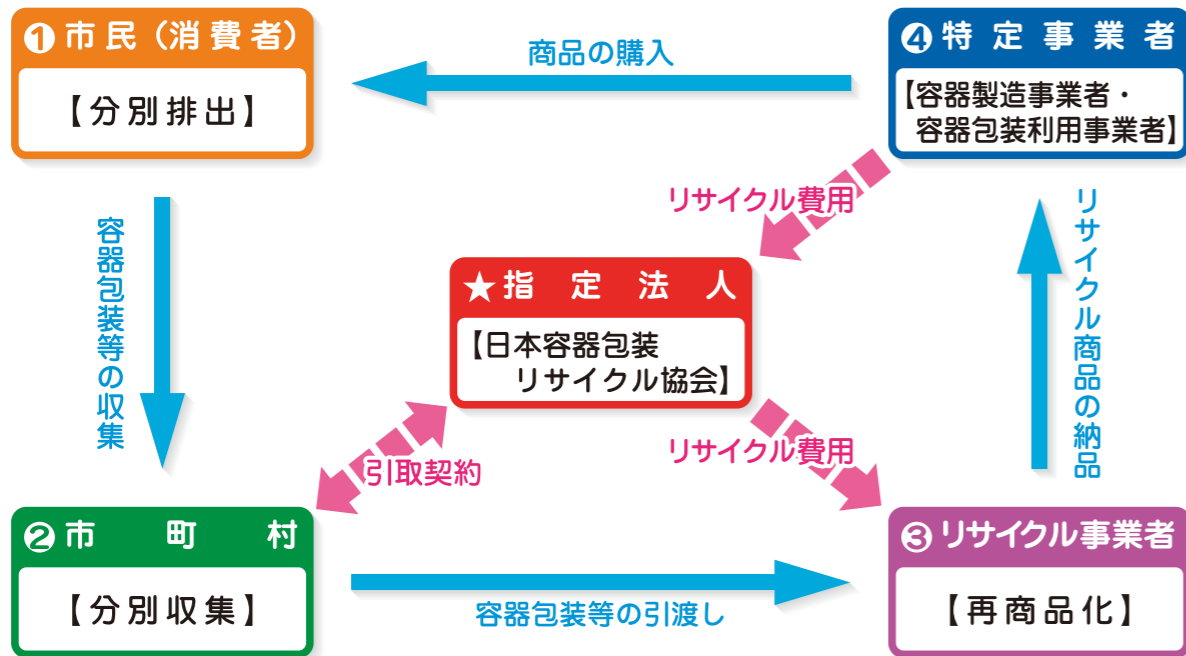 ❶市民（消費者）
【分別排出】
商品の購入
❹特定事業者
【容器製造事業者・
容器包装利用事業者】
リサイクル費用
容器包装等の収集
リサイクル商品の納品
★指定法人
【日本容器包装
リサイクル協会】
引取契約
リサイクル費用
❷市町村
【分別収集】
容器包装等の引渡し
❸リサイクル事業者
【再商品化】